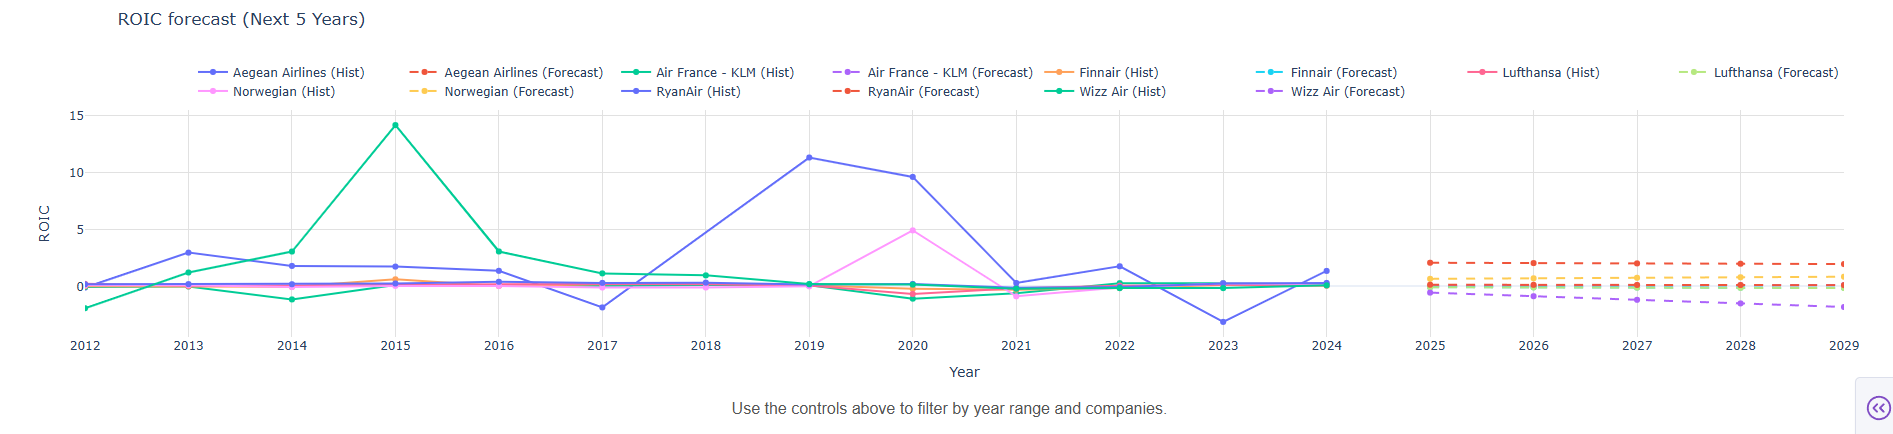 ROIC forecast (Next 5 Years)
Aegean Airlines (Hist) Aegean Airlines (Forecast) Air France - KLM (Hist) Air France - KLM (Forecast) Finnair (Hist) Finnair (Forecast) Lufthansa (Hist) Lufthansa (Forecast)
Norwegian (Hist) Norwegian (Forecast) RyanAir (Hist) RyanAir (Forecast) Wizz Air (Hist) Wizz Air (Forecast)
15
10
5
0
ROIC
2012 2013 2014 2015 2016 2017 2018 2019 2020 2021 2022 2023 2024 2025 2026 2027 2028 2029
Year
Use the controls above to filter by year range and companies.